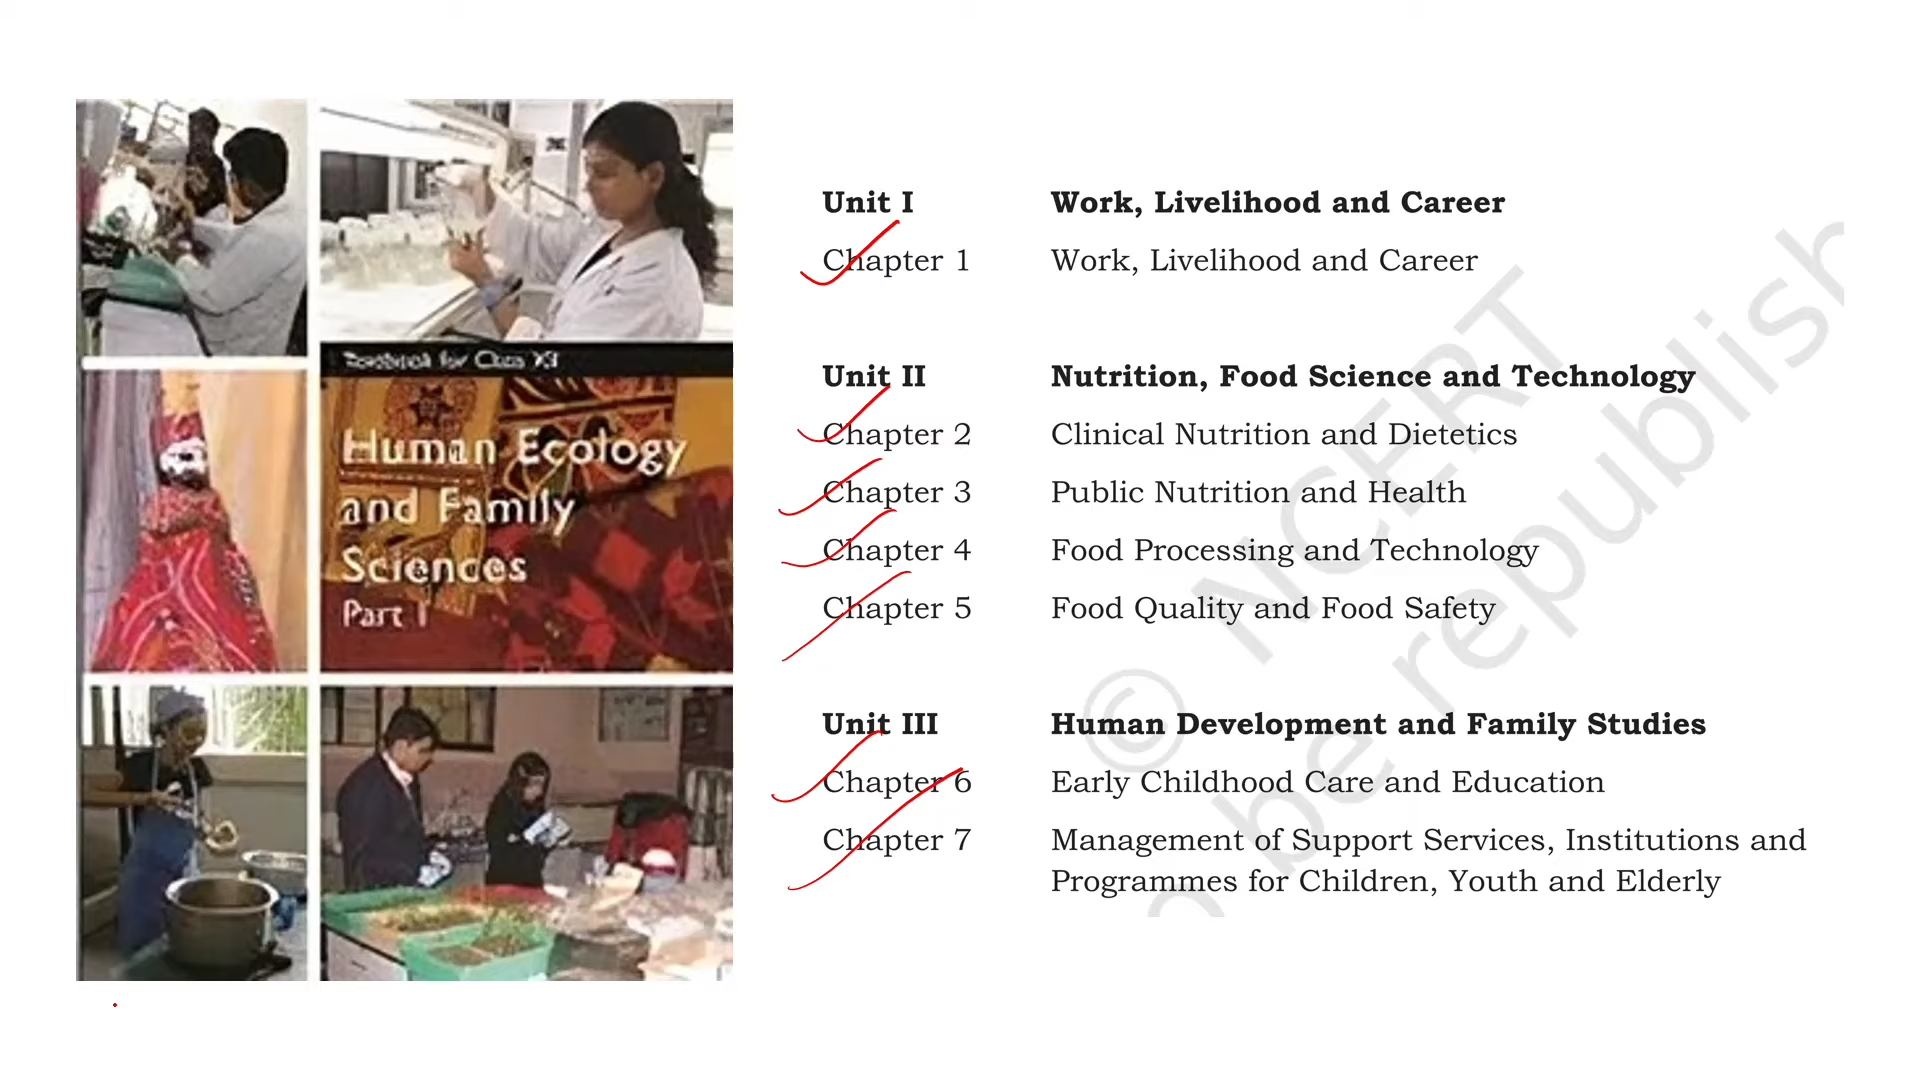 Textbook for Class XII
Human Ecology
and Family
Sciences
Part I
Unit I Work, Livelihood and Career
Chapter 1 Work, Livelihood and Career
Unit II Nutrition, Food Science and Technology
Chapter 2 Clinical Nutrition and Dietetics
Chapter 3 Public Nutrition and Health
Chapter 4 Food Processing and Technology
Chapter 5 Food Quality and Food Safety
Unit III Human Development and Family Studies
Chapter 6 Early Childhood Care and Education
Chapter 7 Management of Support Services, Institutions and
Programmes for Children, Youth and Elderly
© NCERT
be republish